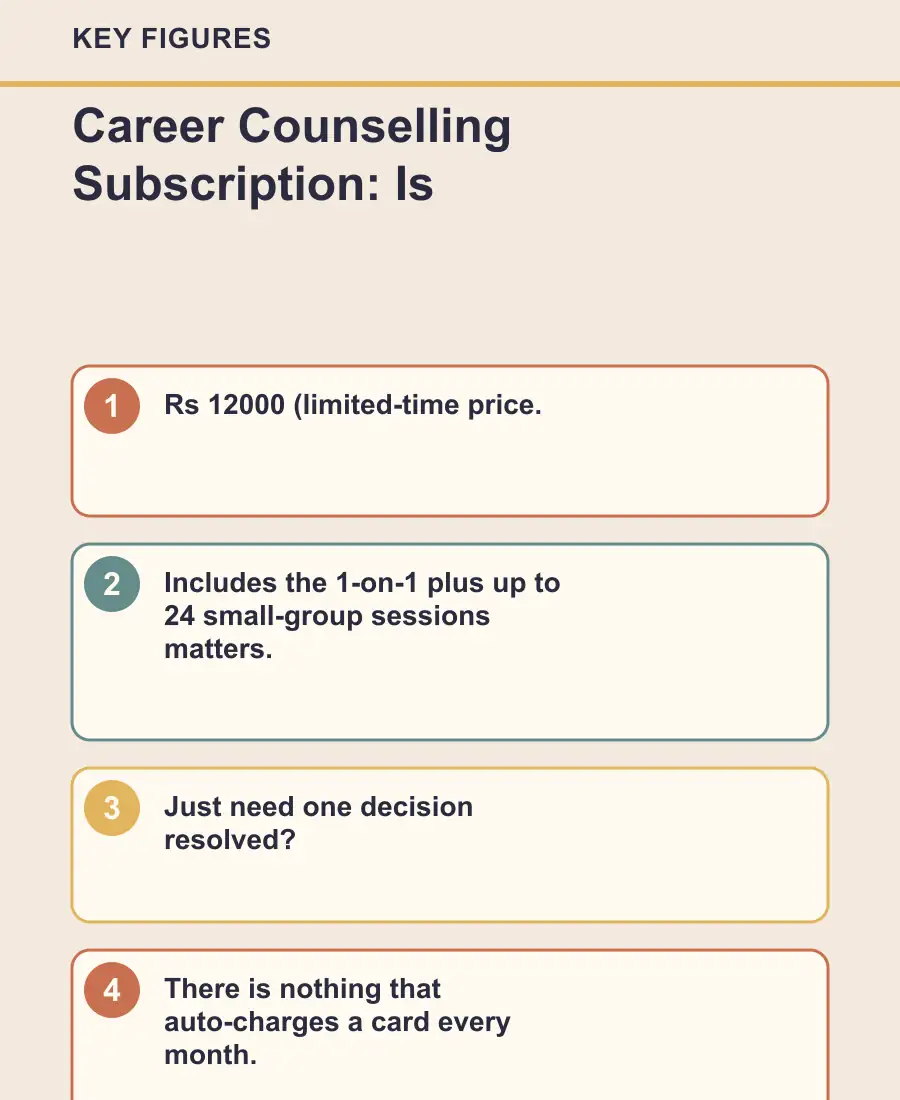 KEY FIGURES
Career Counselling
Subscription: Is
1
Rs 12000 (limited-time price.
2
Includes the 1-on-1 plus up to
24 small-group sessions
matters.
3
Just need one decision
resolved?
4
There is nothing that
auto-charges a card every
month.